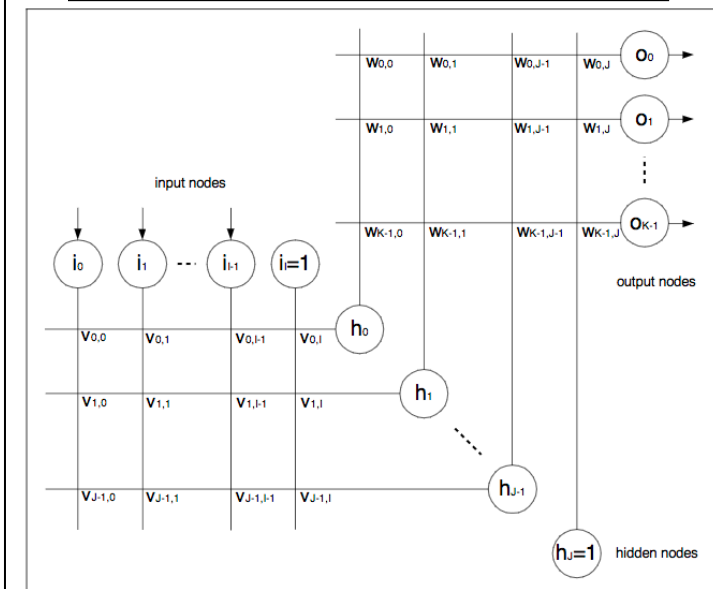 W0,0 W0,1 W0,J-1 W0,J O0
W1,0 W1,1 W1,J-1 W1,J O1
input nodes
WK-1,0 WK-1,1 WK-1,J-1 WK-1,J OK-1
i0 i1 iI-1 iI=1
output nodes
h0
V0,0 V0,1 V0,I-1 V0,I
h1
V1,0 V1,1 V1,I-1 V1,I
hJ-1
VJ-1,0 VJ-1,1 VJ-1,I-1 VJ-1,I
hJ=1 hidden nodes